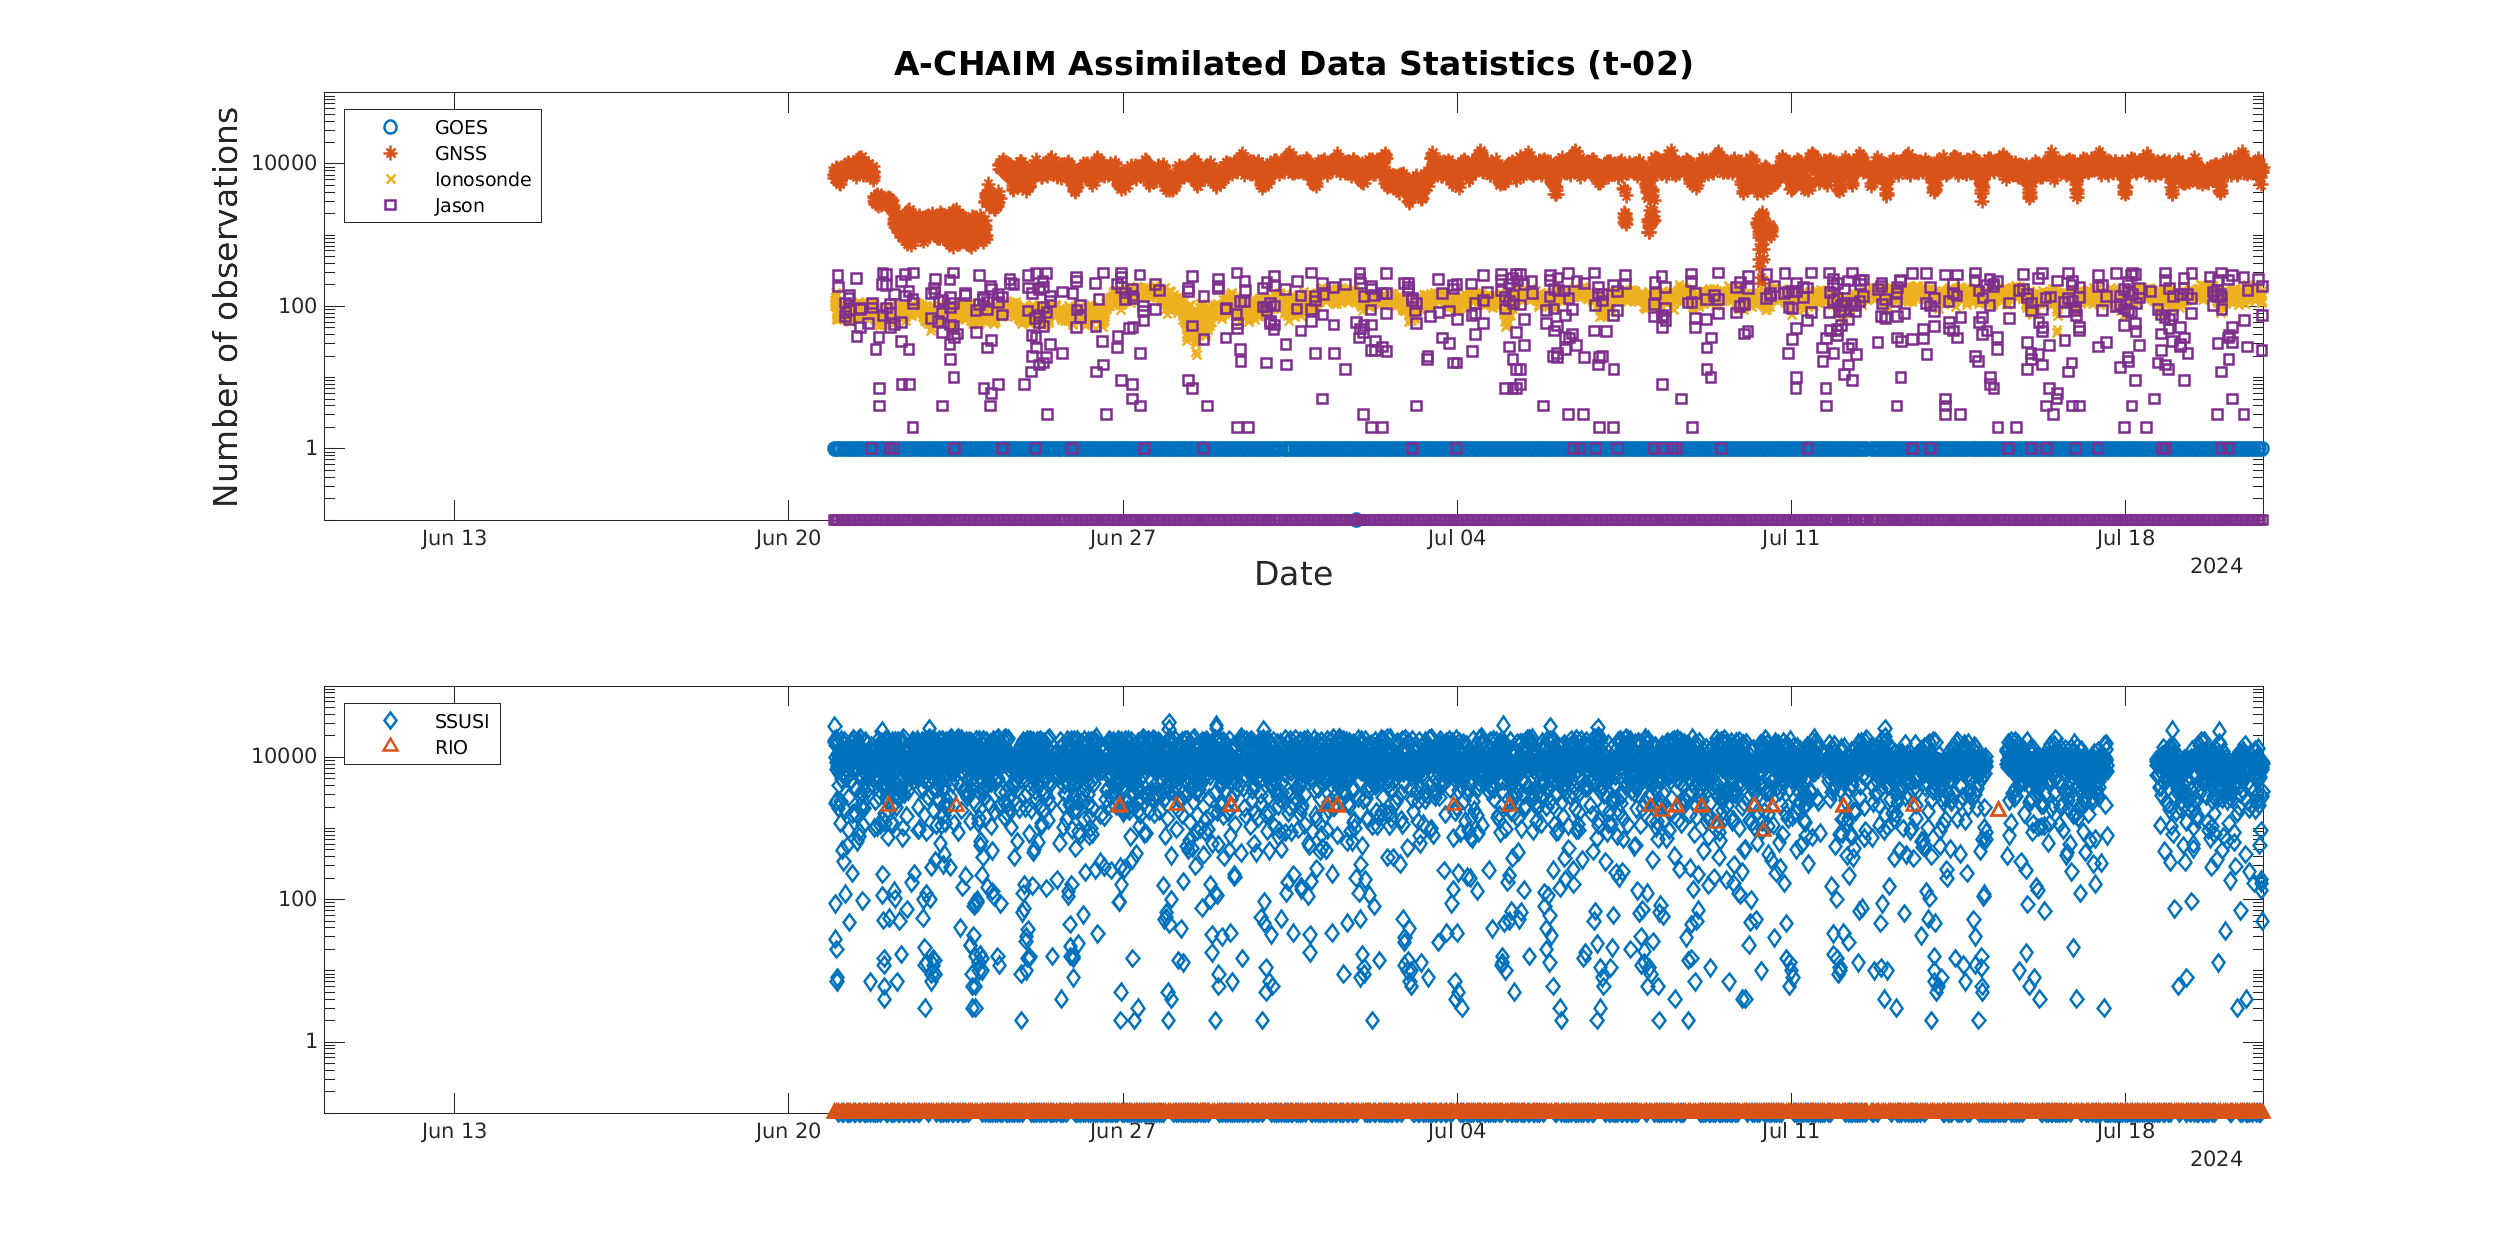 A-CHAIM Assimilated Data Statistics (t-02)
Number of observations
10000
100
1
GOES
GNSS
Ionosonde
Jason
Jun 13
Jun 20
Jun 27
Jul 04
Jul 11
Jul 18
2024
Date
10000
100
1
SSUSI
RIO
Jun 13
Jun 20
Jun 27
Jul 04
Jul 11
Jul 18
2024